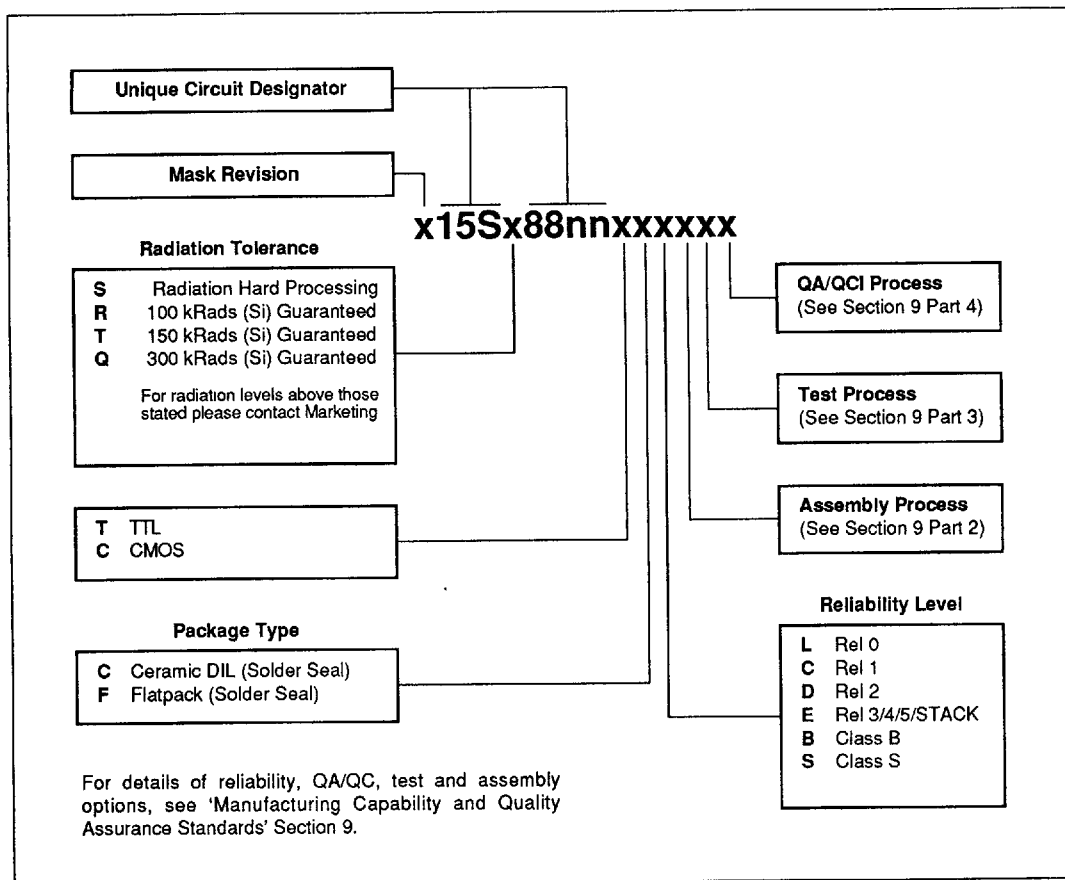 Unique Circuit Designator
Mask Revision
x15Sx88nnxxxxxx
Radiation Tolerance
S Radiation Hard Processing
R 100 kRads (Si) Guaranteed
T 150 kRads (Si) Guaranteed
Q 300 kRads (Si) Guaranteed
For radiation levels above those
stated please contact Marketing
T TTL
C CMOS
Package Type
C Ceramic DIL (Solder Seal)
F Flatpack (Solder Seal)
QA/QCI Process
(See Section 9 Part 4)
Test Process
(See Section 9 Part 3)
Assembly Process
(See Section 9 Part 2)
Reliability Level
L Rel 0
C Rel 1
D Rel 2
E Rel 3/4/5/STACK
B Class B
S Class S
For details of reliability, QA/QC, test and assembly
options, see 'Manufacturing Capability and Quality
Assurance Standards' Section 9.